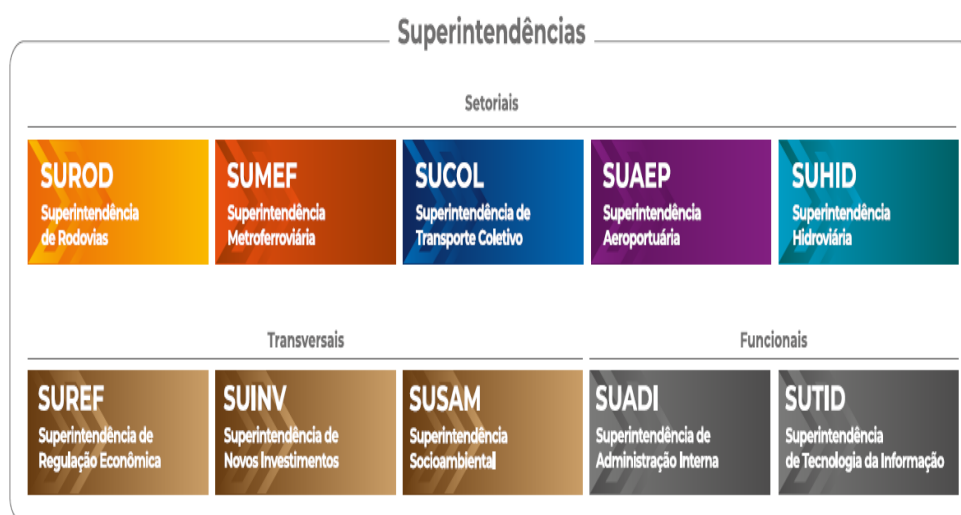 Superintendências
Setoriais
SUROD
Superintendência
de Rodovias
SUMEF
Superintendência
Metroferroviária
SUCOL
Superintendência de
Transporte Coletivo
SUAEP
Superintendência
Aeroportuária
SUHID
Superintendência
Hidroviária
Transversais
Funcionais
SUREF
Superintendência de
Regulação Econômica
SUINV
Superintendência de
Novos Investimentos
SUSAM
Superintendência
Socioambiental
SUADI
Superintendência de
Administração Interna
SUTID
Superintendência
de Tecnologia da Informação